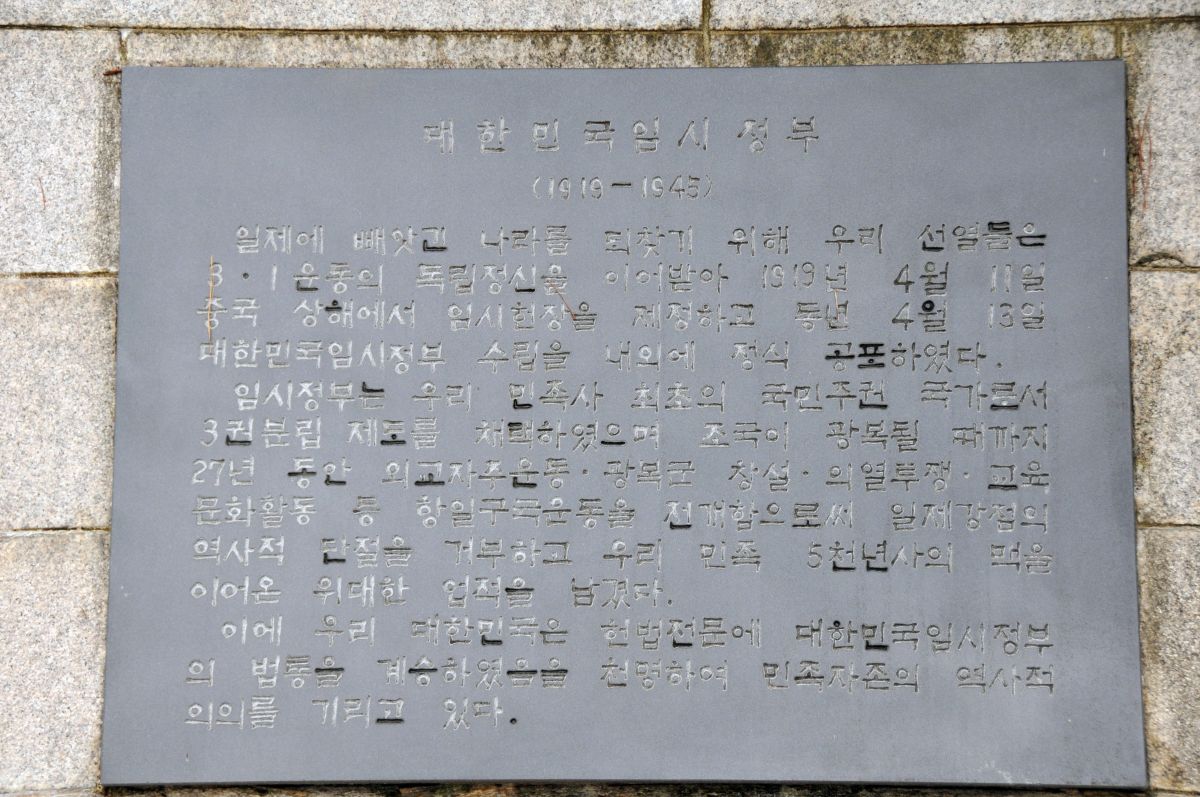 대한민국임시정부
(1919-1945)
일제에 빼앗긴 나라를 되찾기 위해 우리 선열들은
3·1운동의 독립정신을 이어받아 1919년 4월 11일
중국 상해에서 임시헌장을 제정하고 동년 4월 13일
대한민국임시정부 수립을 내외에 정식 공포하였다.
임시정부는 우리 민족사 최초의 국민주권 국가로서
3권분립 제도를 채택하였으며 조국이 광복될 때까지
27년 동안 외교자주운동·광복군 창설·의열투쟁·교육
문화활동 등 항일구국운동을 전개함으로써 일제강점의
역사적 단절을 거부하고 우리 민족 5천년사의 맥을
이어온 위대한 업적을 남겼다.
이에 우리 대한민국은 헌법전문에 대한민국임시정부
의 법통을 계승하였음을 천명하여 민족자존의 역사적
의의를 기리고 있다.